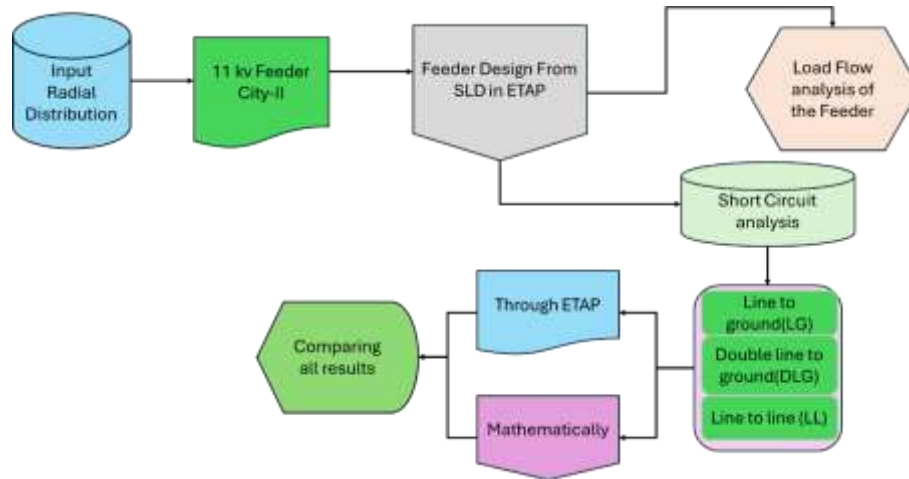 Input
Radial
Distribution
11 kv Feeder
City-II
Feeder Design From
SLD in ETAP
Load Flow
analysis of
the Feeder
Short Circuit
analysis
Line to
ground(LG)
Double line to
ground(DLG)
Line to line (LL)
Through ETAP
Mathematically
Comparing
all results